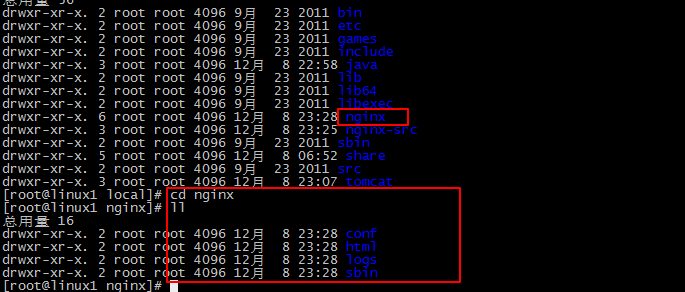 总用量 50
drwxr-xr-x. 2 root root 4096 9月  23 2011 bin
drwxr-xr-x. 2 root root 4096 9月  23 2011 etc
drwxr-xr-x. 2 root root 4096 9月  23 2011 games
drwxr-xr-x. 2 root root 4096 9月  23 2011 include
drwxr-xr-x. 3 root root 4096 12月  8 22:58 java
drwxr-xr-x. 2 root root 4096 9月  23 2011 lib
drwxr-xr-x. 2 root root 4096 9月  23 2011 lib64
drwxr-xr-x. 2 root root 4096 9月  23 2011 libexec
drwxr-xr-x. 6 root root 4096 12月  8 23:28 nginx
drwxr-xr-x. 3 root root 4096 12月  8 23:25 nginx-src
drwxr-xr-x. 2 root root 4096 9月  23 2011 sbin
drwxr-xr-x. 5 root root 4096 12月  8 06:52 share
drwxr-xr-x. 2 root root 4096 9月  23 2011 src
drwxr-xr-x. 3 root root 4096 12月  8 23:07 tomcat
[root@linux1 local]# cd nginx
[root@linux1 nginx]# ll
总用量 16
drwxr-xr-x. 2 root root 4096 12月  8 23:28 conf
drwxr-xr-x. 2 root root 4096 12月  8 23:28 html
drwxr-xr-x. 2 root root 4096 12月  8 23:28 logs
drwxr-xr-x. 2 root root 4096 12月  8 23:28 sbin
[root@linux1 nginx]#